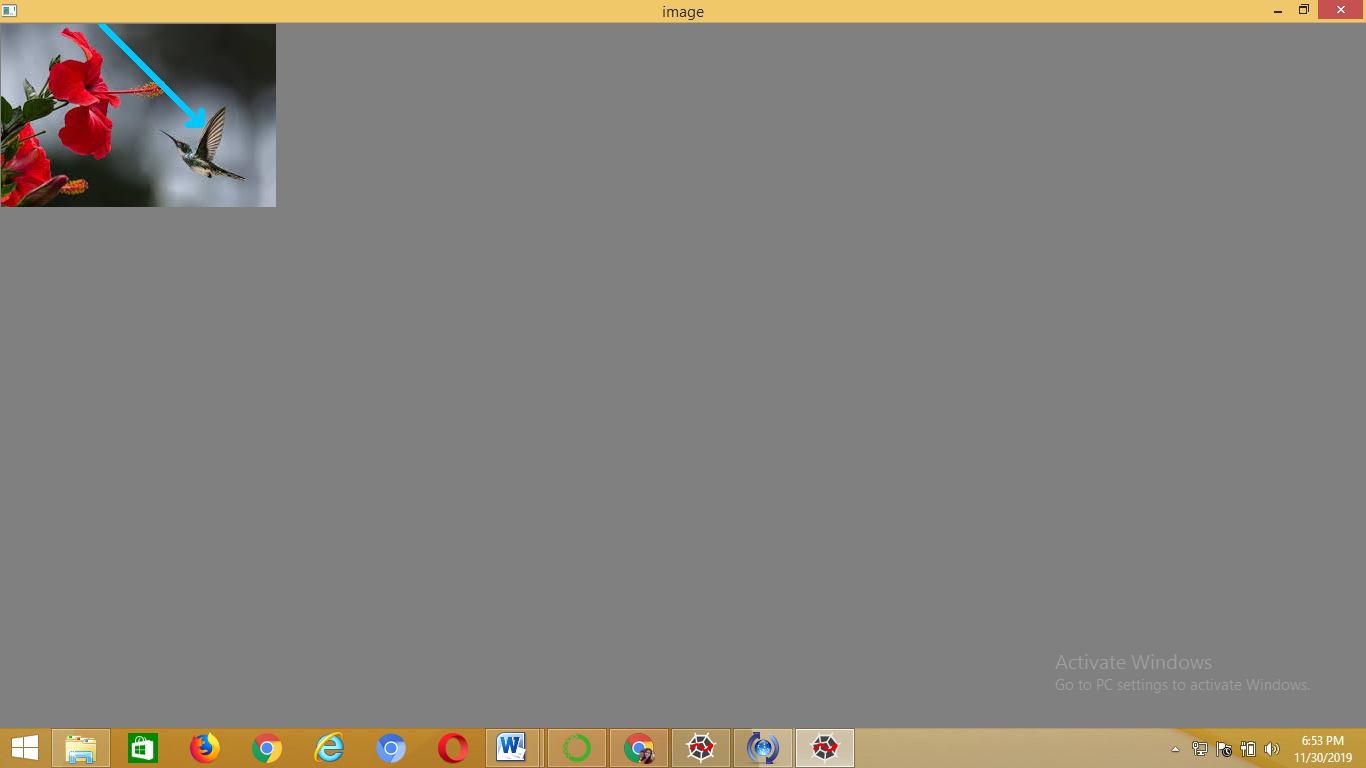 image
Activate Windows
Go to PC settings to activate Windows.
6:53 PM
11/30/2019